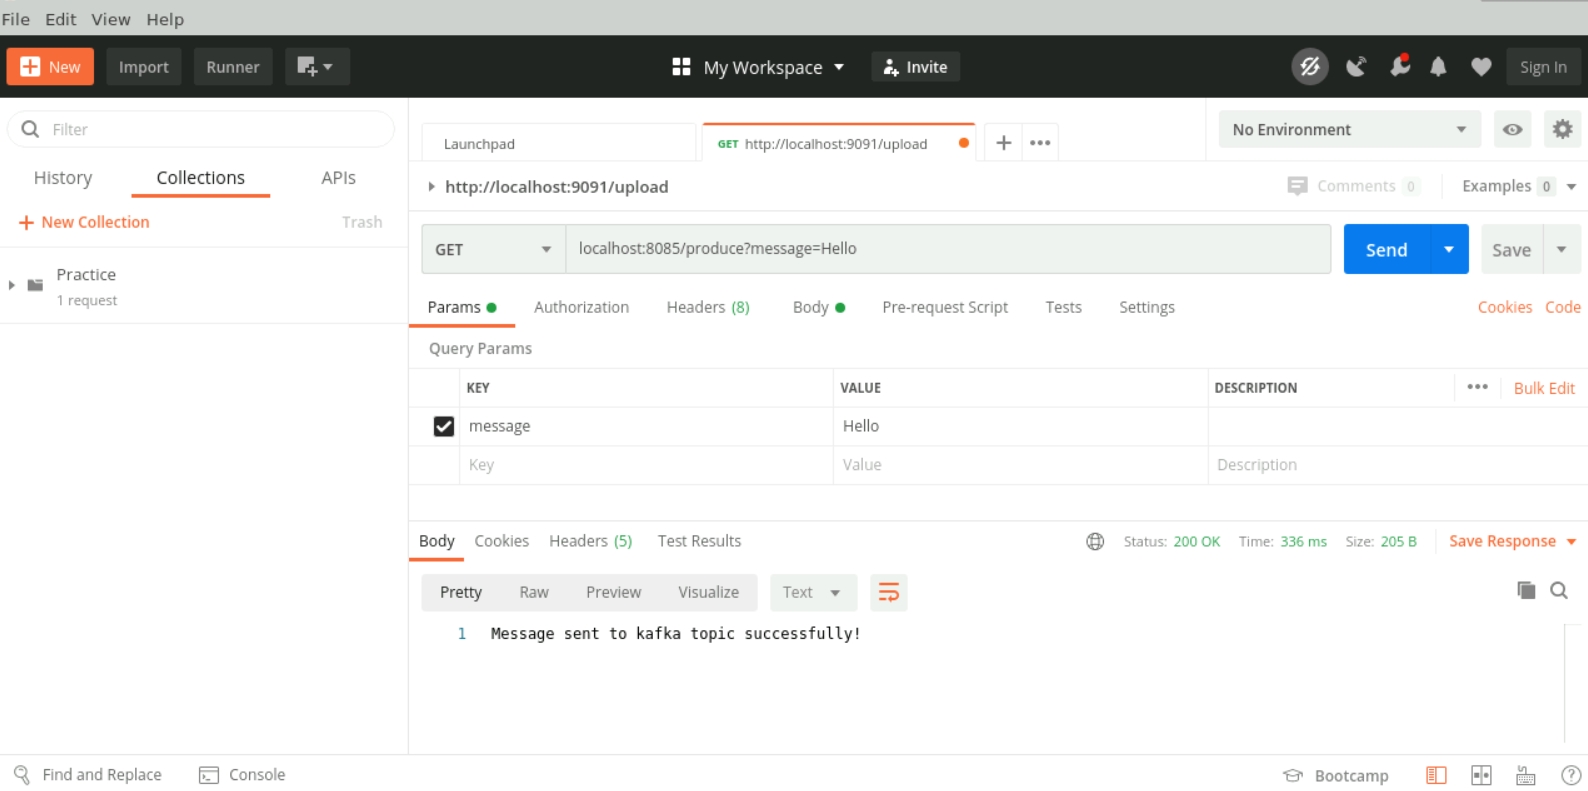 File Edit View Help
New Import Runner My Workspace Invite Sign In
Filter
History Collections APIs
New Collection Trash
Practice
1 request
Launchpad GET http://localhost:9091/upload No Environment
http://localhost:9091/upload Comments 0 Examples 0
GET localhost:8085/produce?message=Hello Send Save
Params Authorization Headers (8) Body Pre-request Script Tests Settings Cookies Code
Query Params
KEY VALUE DESCRIPTION Bulk Edit
message Hello
Key Value Description
Body Cookies Headers (5) Test Results Status: 200 OK Time: 336 ms Size: 205 B Save Response
Pretty Raw Preview Visualize Text
1 Message sent to kafka topic successfully!
Find and Replace Console Bootcamp